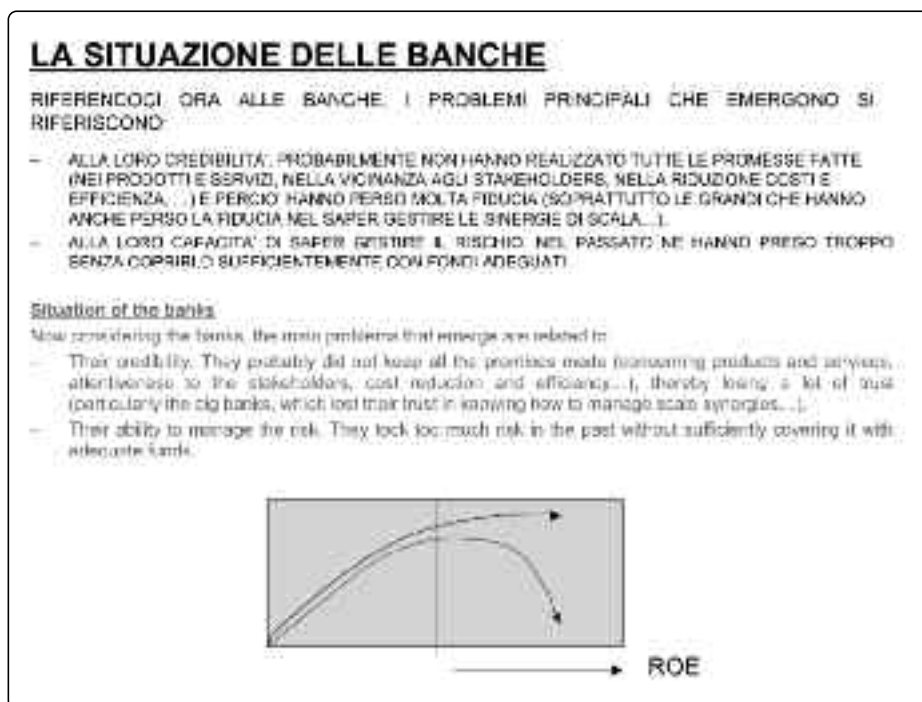 LA SITUAZIONE DELLE BANCHE
RIFERENDOCI ORA ALLE BANCHE, I PROBLEMI PRINCIPALI CHE EMERGONO SI
RIFERISCONO:
– ALLA LORO CREDIBILITA'. PROBABILMENTE NON HANNO REALIZZATO TUTTE LE PROMESSE FATTE
(NEI PRODOTTI E SERVIZI, NELLA VICINANZA AGLI STAKEHOLDERS, NELLA RIDUZIONE COSTI E
EFFICIENZA, ...) E PERCIO' HANNO PERSO MOLTA FIDUCIA (SOPRATTUTTO LE GRANDI CHE HANNO
ANCHE PERSO LA FIDUCIA NEL SAPER GESTIRE LE SINERGIE DI SCALA...).
– ALLA LORO CAPACITA' DI SAPER GESTIRE IL RISCHIO. NEL PASSATO NE HANNO PRESO TROPPO
SENZA COPRIRLO SUFFICIENTEMENTE CON FONDI ADEGUATI.
Situation of the banks
Now considering the banks, the main problems that emerge are related to:
– Their credibility. They probably did not keep all the promises made (concerning products and services,
attentiveness to the stakeholders, cost reduction and efficiency...), thereby losing a lot of trust
(particularly the big banks, which lost their trust in knowing how to manage scale synergies...).
– Their ability to manage the risk. They took too much risk in the past without sufficiently covering it with
adequate funds.
ROE